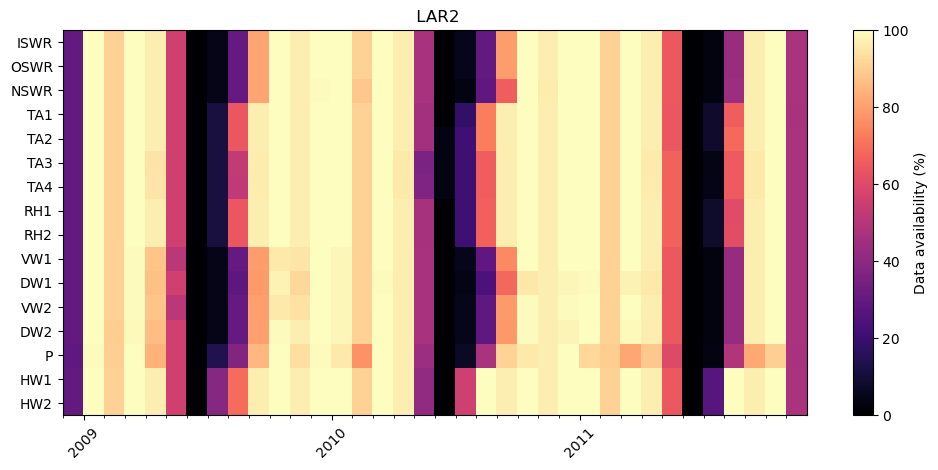 LAR2
ISWR
OSWR
NSWR
TA1
TA2
TA3
TA4
RH1
RH2
VW1
DW1
VW2
DW2
P
HW1
HW2
2009
2010
2011
100
80
60
40
20
0
Data availability (%)